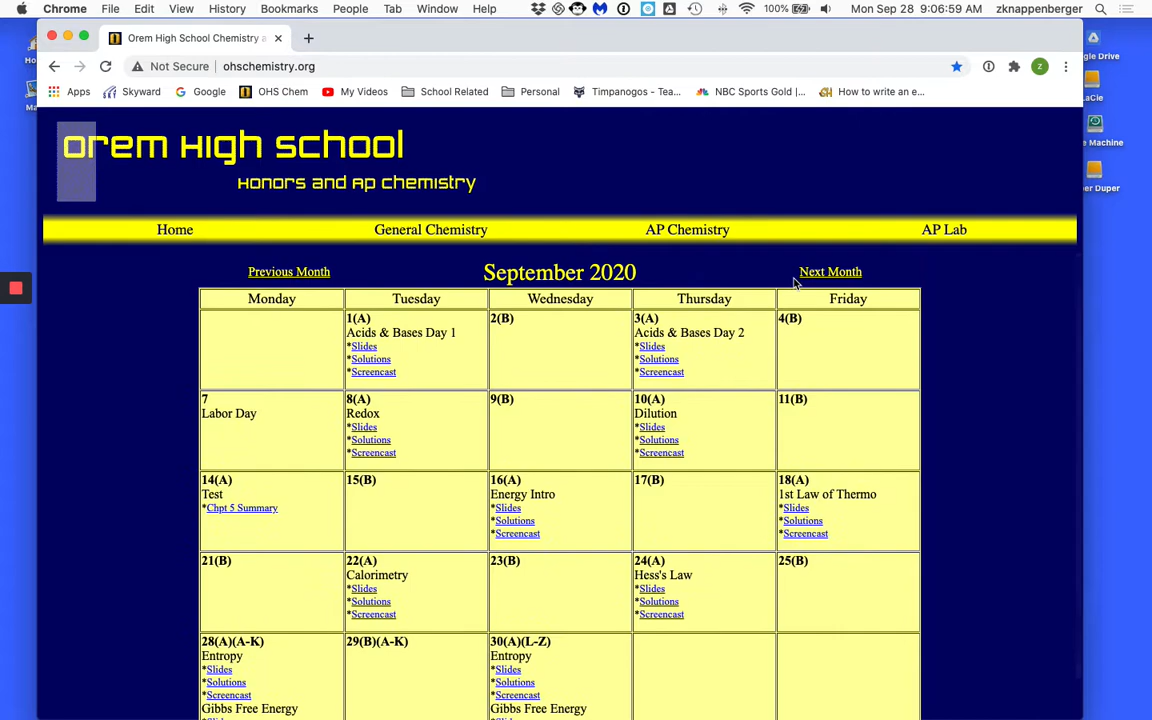 Chrome File Edit View History Bookmarks People Tab Window Help 100% Mon Sep 28 9:06:59 AM zknappenberger
Orem High School Chemistry a
Not Secure ohschemistry.org
Apps Skyward Google OHS Chem My Videos School Related Personal Timpanogos - Tea... NBC Sports Gold |... How to write an e...
gle Drive
LaCie
e Machine
er Duper
Orem High School
Honors and AP Chemistry
Home General Chemistry AP Chemistry AP Lab
Previous Month September 2020 Next Month
Monday Tuesday Wednesday Thursday Friday
1(A) 2(B) 3(A) 4(B)
Acids & Bases Day 1 Acids & Bases Day 2
*Slides *Slides
*Solutions *Solutions
*Screencast *Screencast
7 8(A) 9(B) 10(A) 11(B)
Labor Day Redox Dilution
*Slides *Slides
*Solutions *Solutions
*Screencast *Screencast
14(A) 15(B) 16(A) 17(B) 18(A)
Test Energy Intro 1st Law of Thermo
*Chpt 5 Summary *Slides *Slides
*Solutions *Solutions
*Screencast *Screencast
21(B) 22(A) 23(B) 24(A) 25(B)
Calorimetry Hess's Law
*Slides *Slides
*Solutions *Solutions
*Screencast *Screencast
28(A)(A-K) 29(B)(A-K) 30(A)(L-Z)
Entropy Entropy
*Slides *Slides
*Solutions *Solutions
*Screencast *Screencast
Gibbs Free Energy Gibbs Free Energy